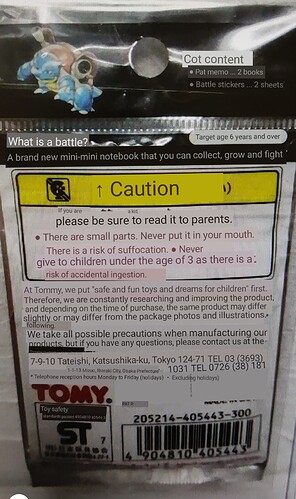 Cot content
• Put memo ... 2 books
• Battle stickers ... 2 sheets
Target age 6 years and over
What is a battle?
A brand new mini-mini notebook that you can collect, grow and fight
↑ Caution
If you are a kid,
please be sure to read it to parents.
• There are small parts. Never put it in your mouth.
There is a risk of suffocation. • Never
give to children under the age of 3 as there is a
risk of accidental ingestion.
At Tommy, we put "safe and fun toys and dreams for children" first.
Therefore, we are constantly researching and improving the product,
and depending on the time of purchase, the same product may differ
slightly or may differ from the package photos and illustrations.
following.
We take all possible precautions when manufacturing our
products, but if you have any questions, please contact us at the
7-9-10 Tateishi, Katsushika-ku, Tokyo 124-71 TEL 03 (3693)
1031 TEL 0726 (38) 181
* Telephone reception hours Monday to Friday (holidays) Excluding holidays)
TOMY.
Toy safety
ST
7
205214-405443-300
4 904810 405443